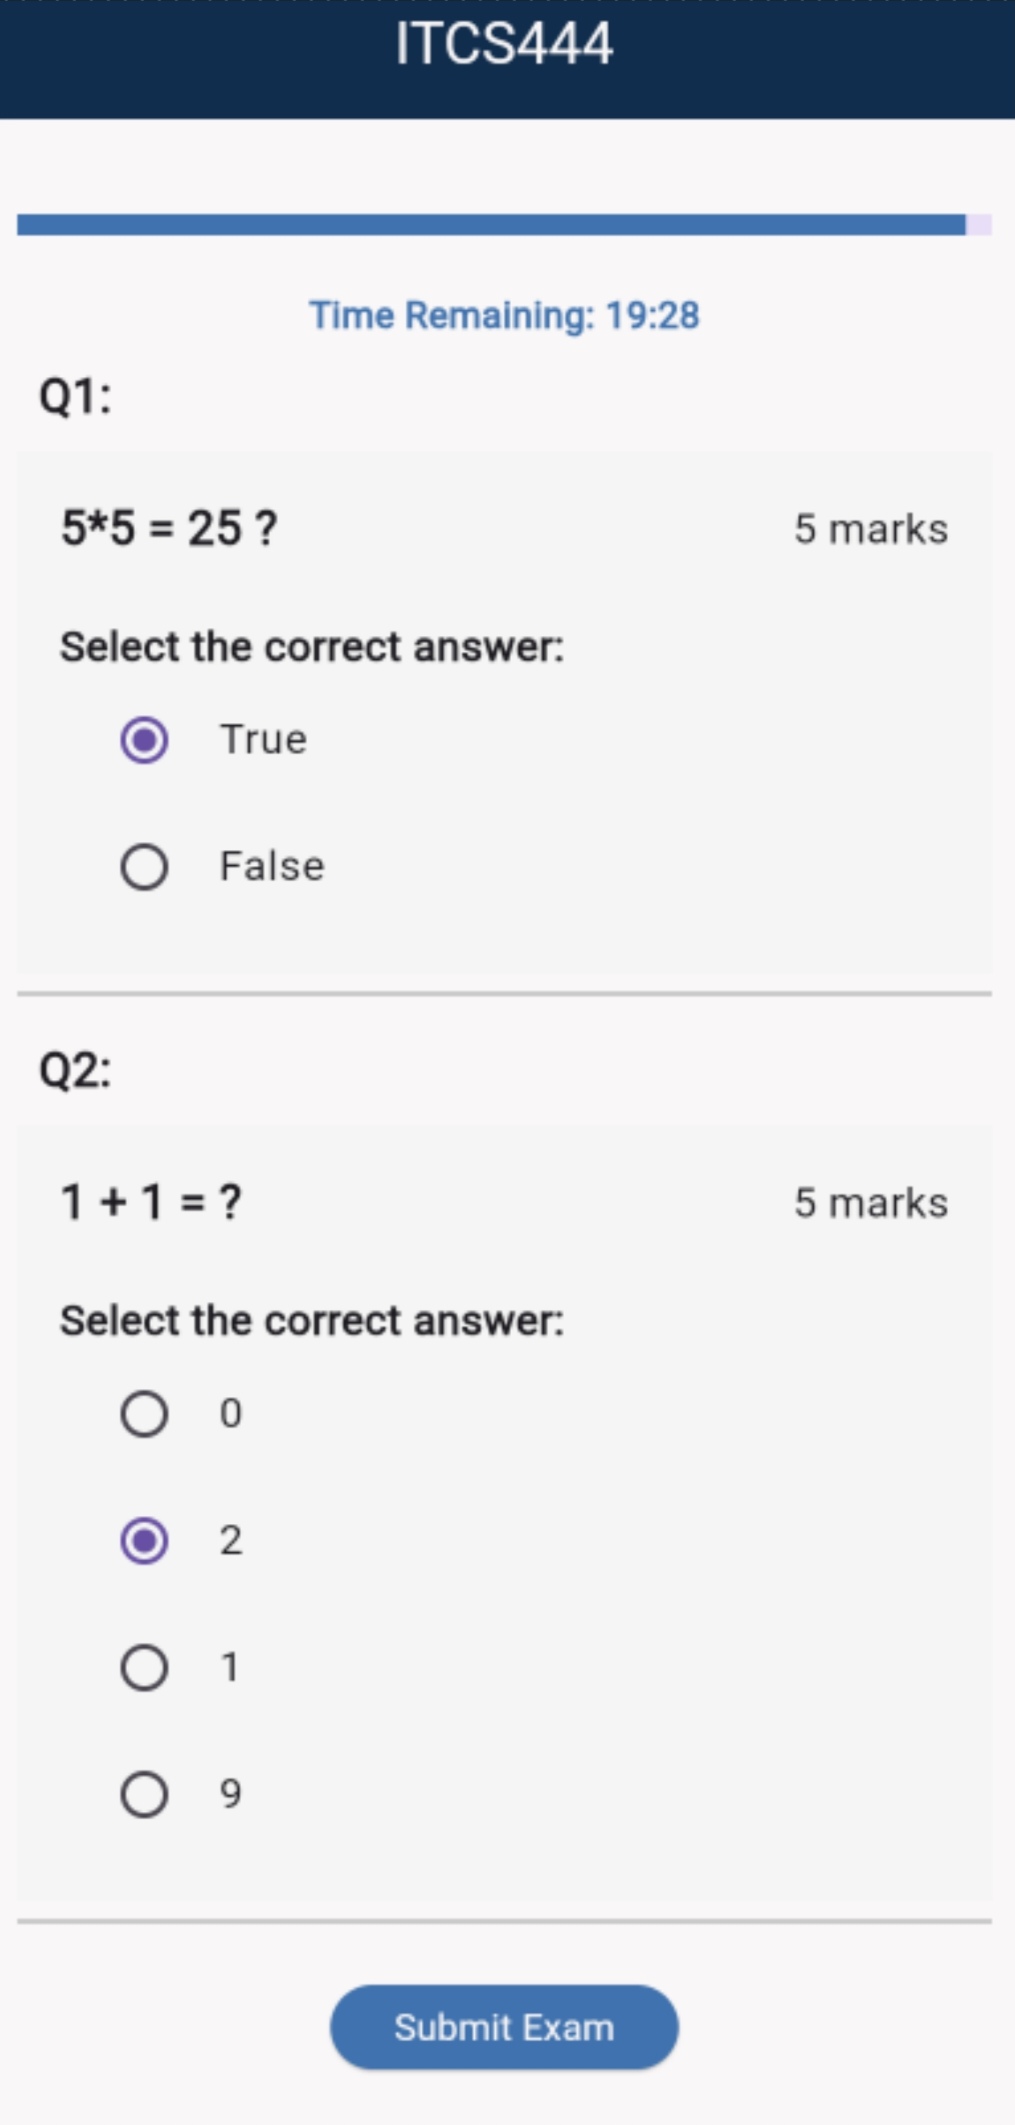 ITCS444
Time Remaining: 19:28
Q1:
5*5 = 25 ? 5 marks
Select the correct answer:
True
False
Q2:
1 + 1 = ? 5 marks
Select the correct answer:
0
2
1
9
Submit Exam